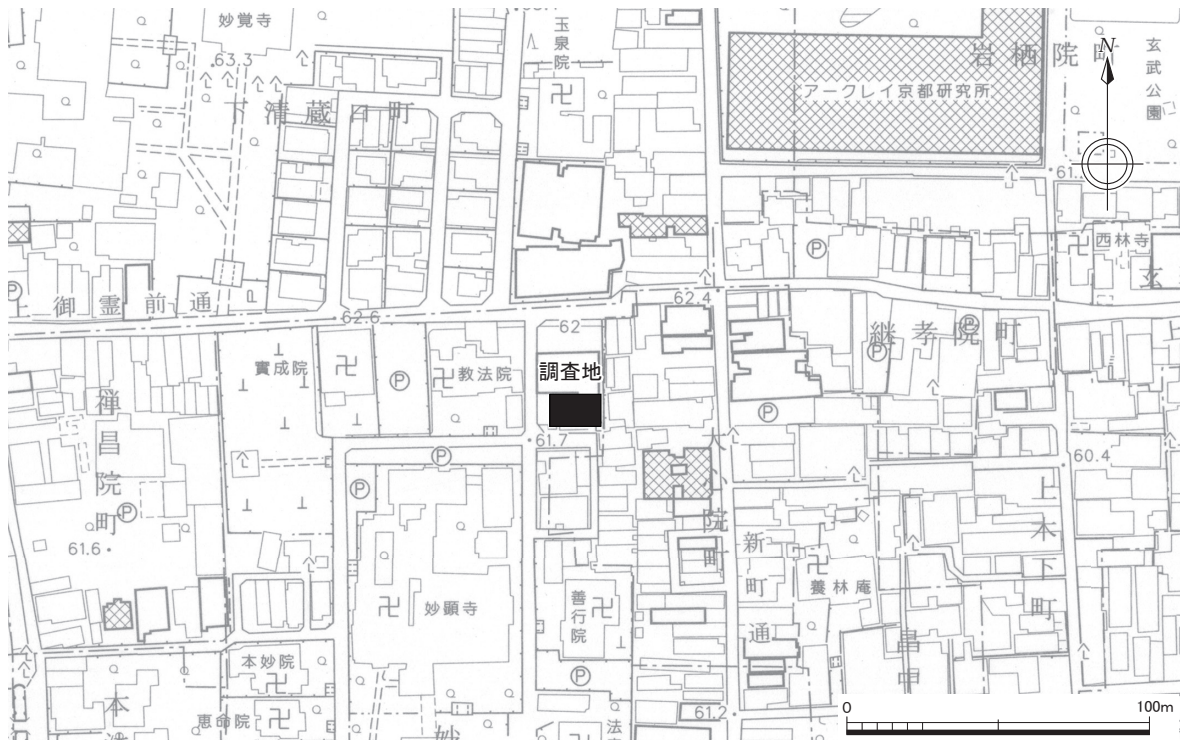 妙覚寺
玉泉院
63.3
下清蔵口町
岩栖院町
アークレイ京都研究所
玄武公園
N
61.
西林寺
玄
御霊前通
P
62.6
62.4
62
継孝院町
P
P
上
實成院
P
教法院
調査地
禅昌院町
P
61.7
P
P
大心院町
60.4
上木下町
P
61.6
新町通
養林庵
妙顕寺
善行院
本妙院
恵命院
P
61.2
本
妙
法
0
100m